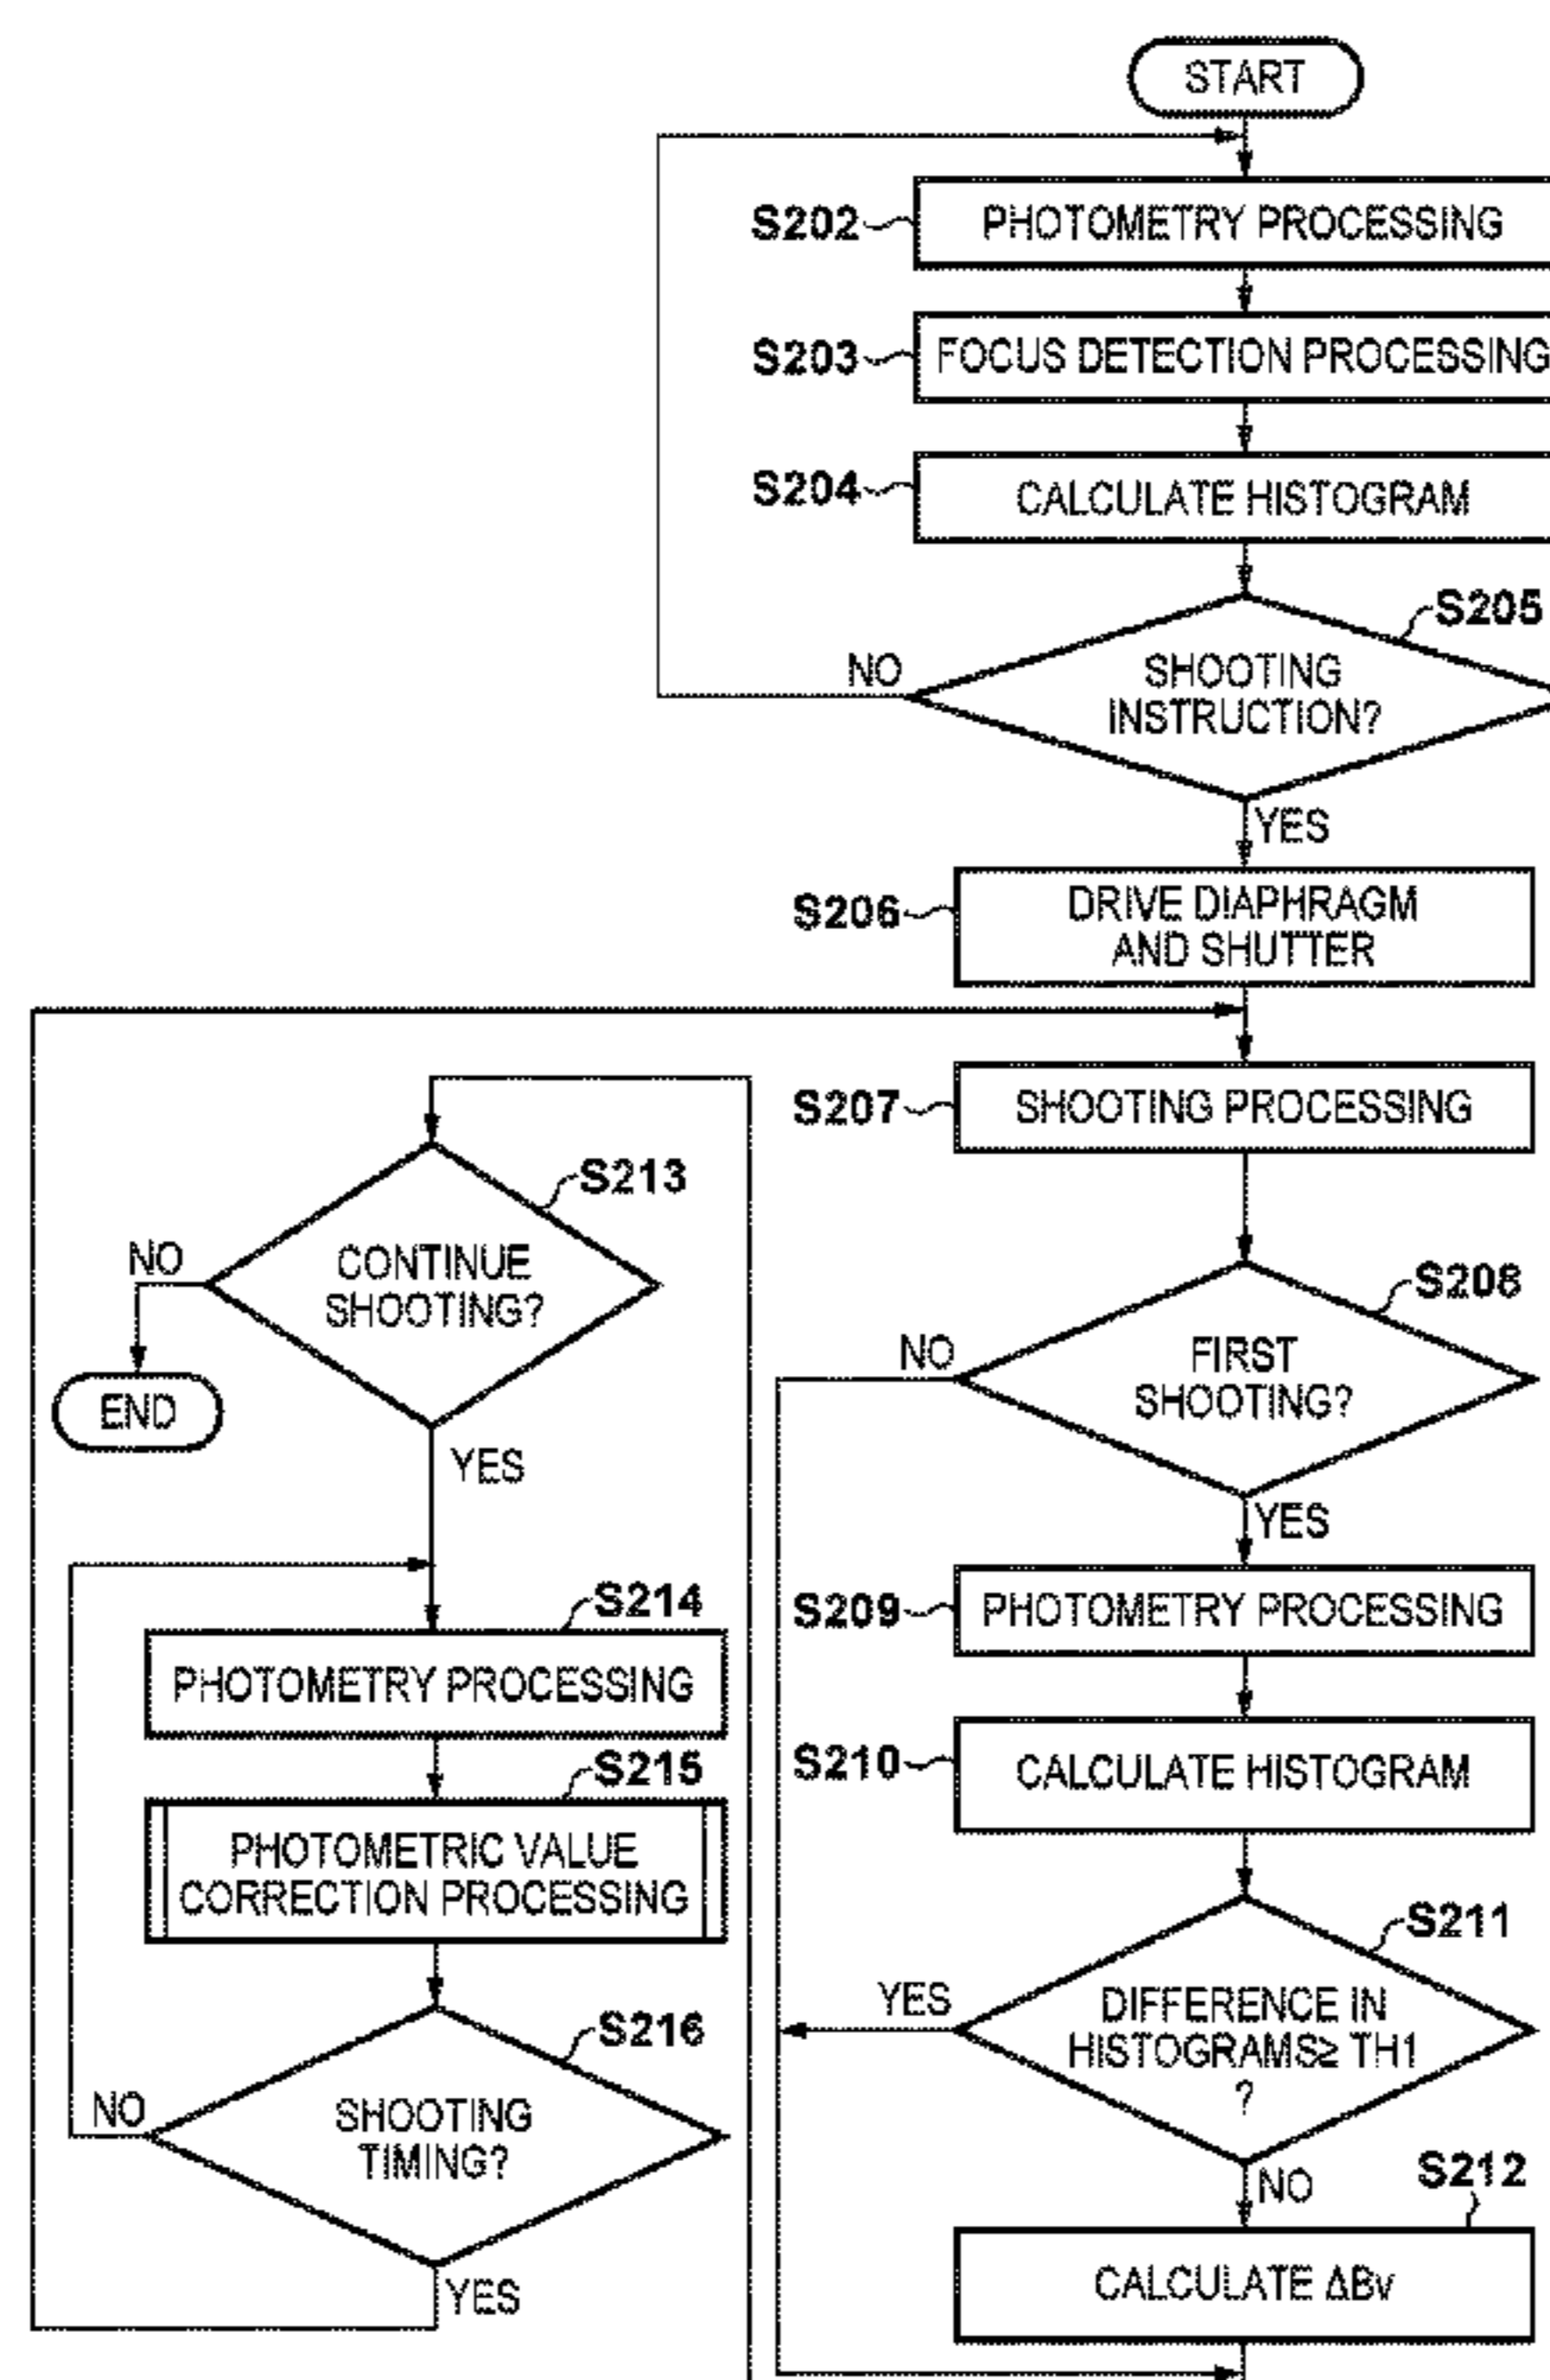 START
S202
PHOTOMETRY PROCESSING
S203
FOCUS DETECTION PROCESSING
S204
CALCULATE HISTOGRAM
S205
NO
SHOOTING
INSTRUCTION?
YES
S206
DRIVE DIAPHRAGM
AND SHUTTER
S207
SHOOTING PROCESSING
S208
NO
FIRST
SHOOTING?
YES
S209
PHOTOMETRY PROCESSING
S210
CALCULATE HISTOGRAM
S211
YES
DIFFERENCE IN
HISTOGRAMS≥ TH1
?
NO
S212
CALCULATE ΔBv
S213
NO
CONTINUE
SHOOTING?
END
YES
S214
PHOTOMETRY PROCESSING
S215
PHOTOMETRIC VALUE
CORRECTION PROCESSING
S216
NO
SHOOTING
TIMING?
YES